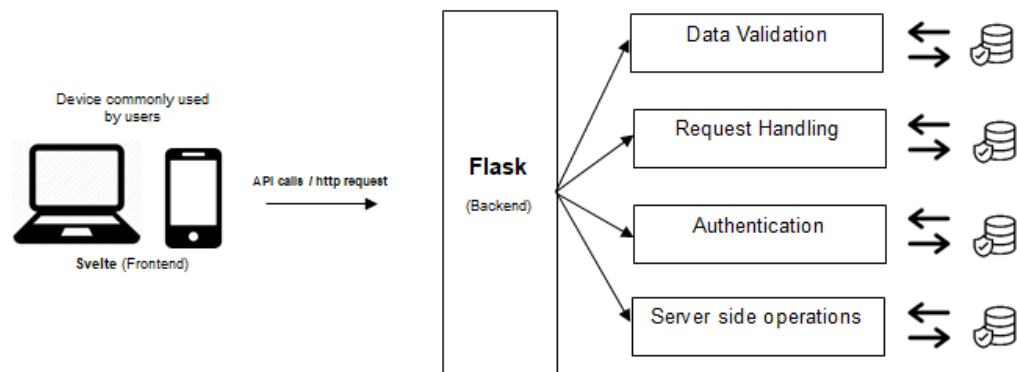 Device commonly used
by users
API calls / http request
Svelte (Frontend)
Flask
(Backend)
Data Validation
Request Handling
Authentication
Server side operations